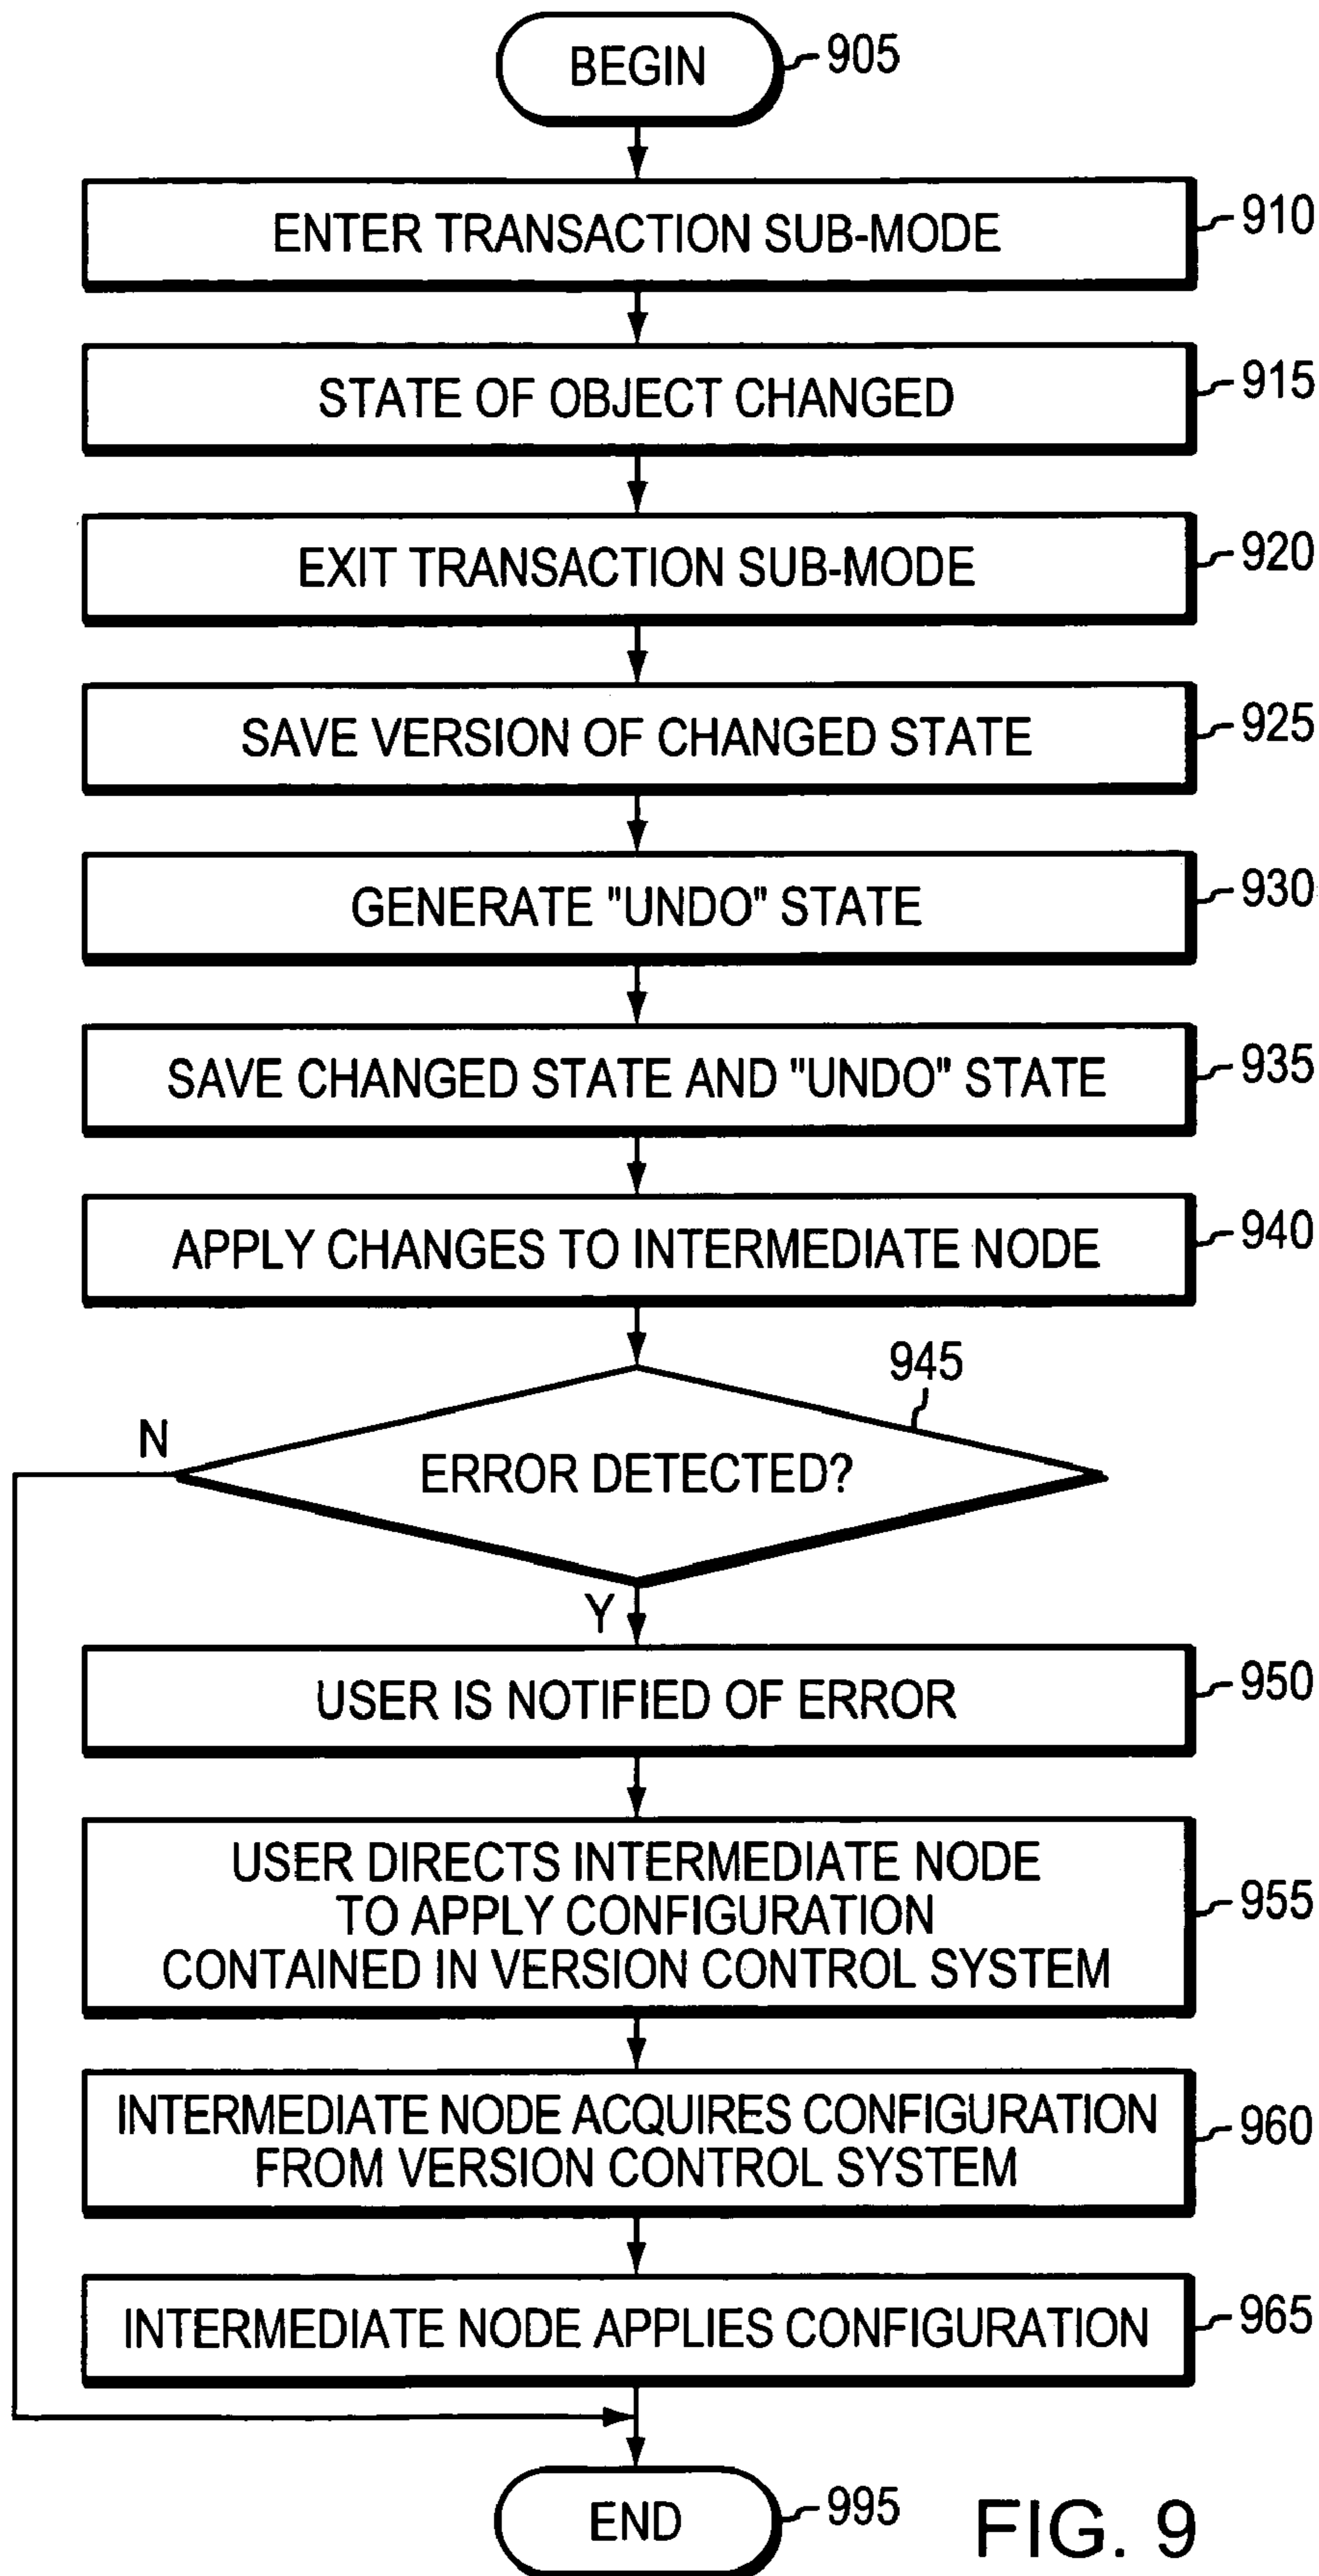 BEGIN
905
ENTER TRANSACTION SUB-MODE
910
STATE OF OBJECT CHANGED
915
EXIT TRANSACTION SUB-MODE
920
SAVE VERSION OF CHANGED STATE
925
GENERATE "UNDO" STATE
930
SAVE CHANGED STATE AND "UNDO" STATE
935
APPLY CHANGES TO INTERMEDIATE NODE
940
945
N
ERROR DETECTED?
Y
USER IS NOTIFIED OF ERROR
950
USER DIRECTS INTERMEDIATE NODE
TO APPLY CONFIGURATION
CONTAINED IN VERSION CONTROL SYSTEM
955
INTERMEDIATE NODE ACQUIRES CONFIGURATION
FROM VERSION CONTROL SYSTEM
960
INTERMEDIATE NODE APPLIES CONFIGURATION
965
END
995
FIG. 9